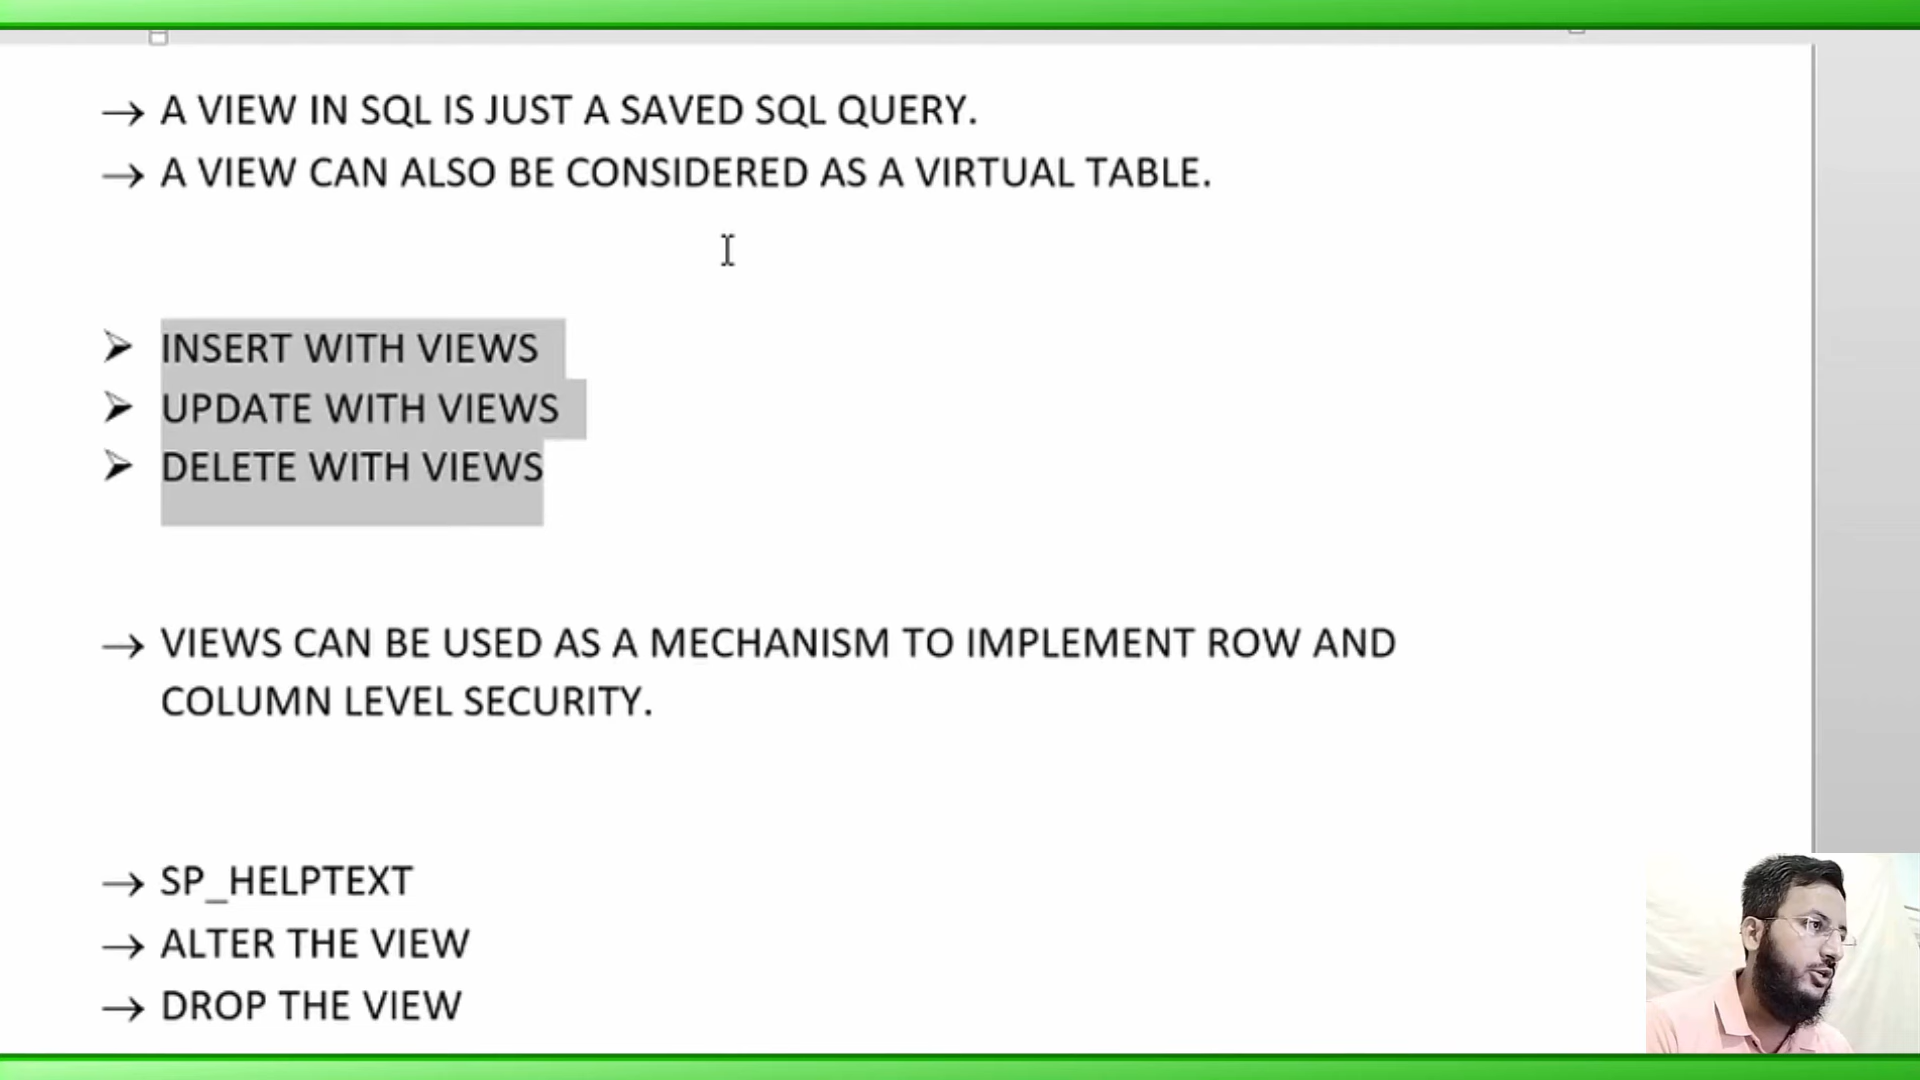 → A VIEW IN SQL IS JUST A SAVED SQL QUERY.
→ A VIEW CAN ALSO BE CONSIDERED AS A VIRTUAL TABLE.
➢ INSERT WITH VIEWS
➢ UPDATE WITH VIEWS
➢ DELETE WITH VIEWS
→ VIEWS CAN BE USED AS A MECHANISM TO IMPLEMENT ROW AND
COLUMN LEVEL SECURITY.
→ SP_HELPTEXT
→ ALTER THE VIEW
→ DROP THE VIEW